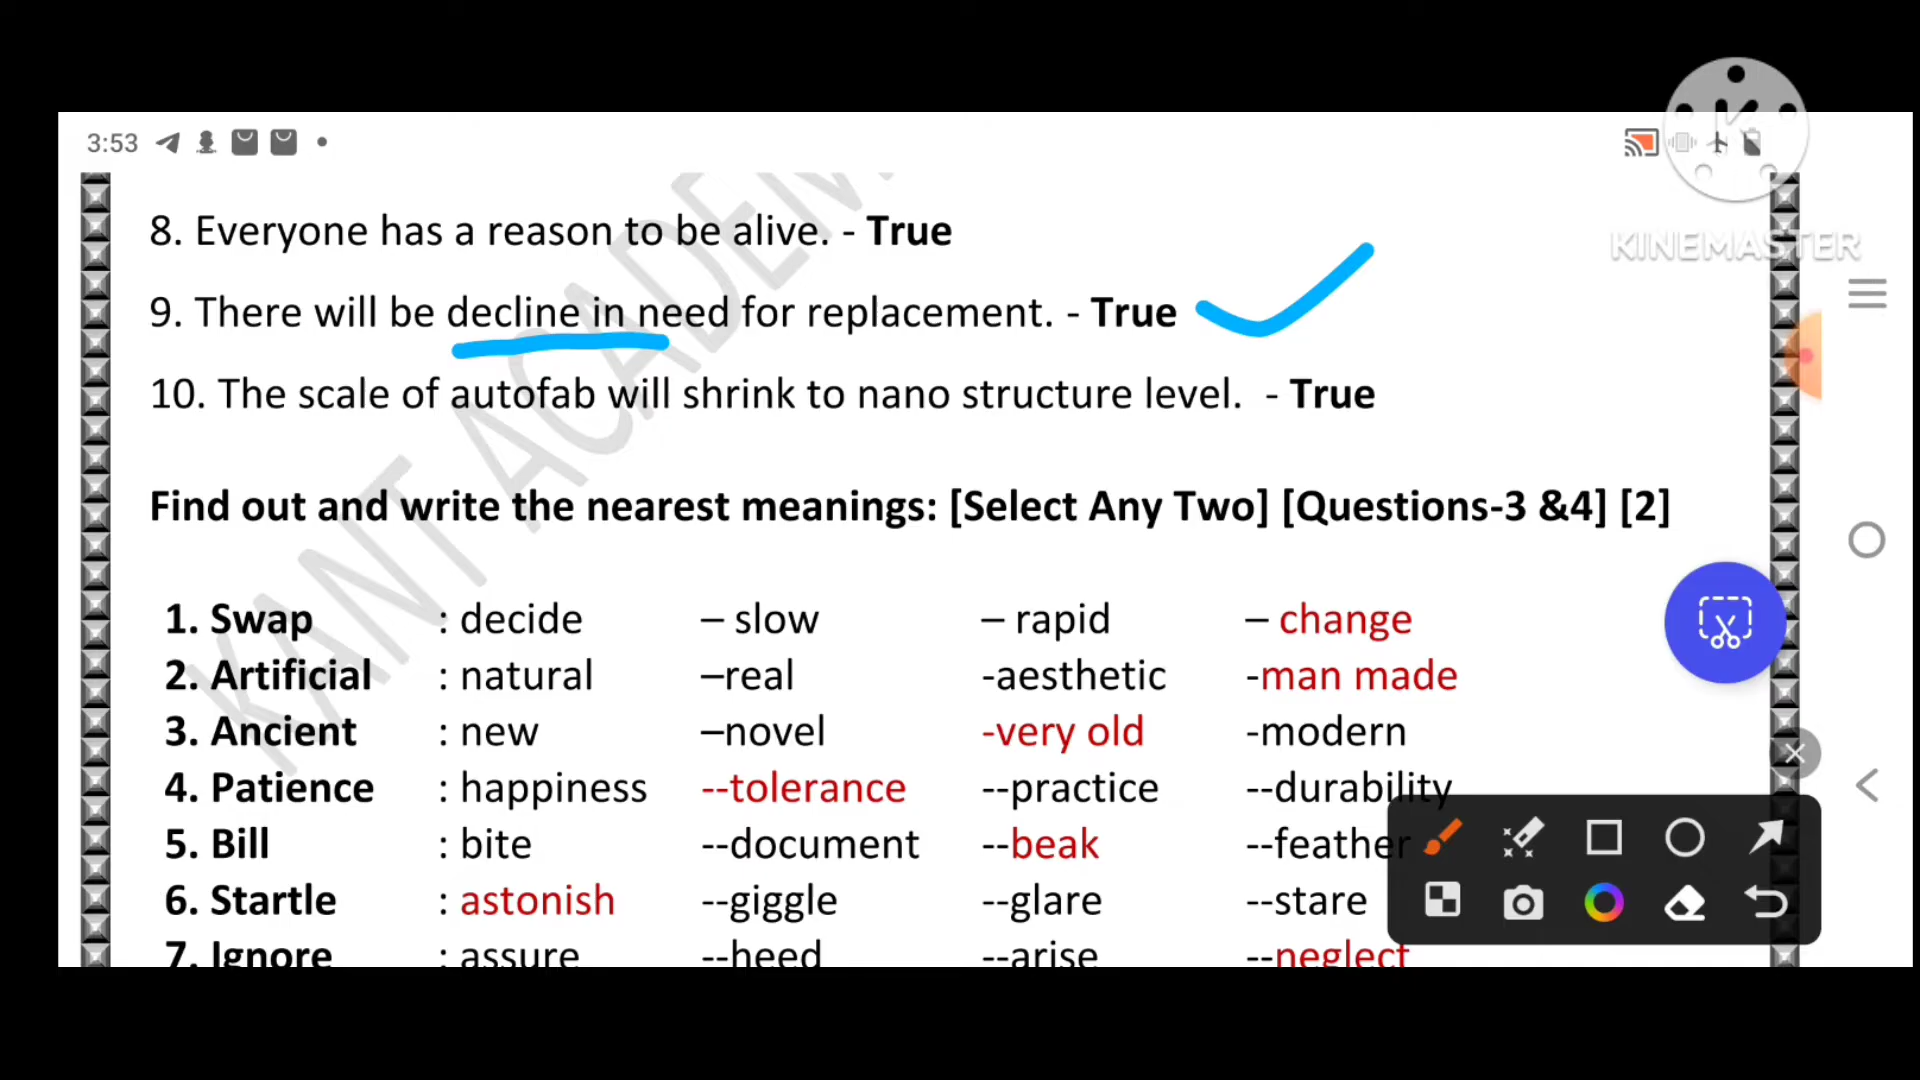 KINEMASTER
3:53
8. Everyone has a reason to be alive. - True
9. There will be decline in need for replacement. - True
10. The scale of autofab will shrink to nano structure level. - True
Find out and write the nearest meanings: [Select Any Two] [Questions-3 &4] [2]
1. Swap : decide – slow – rapid – change
2. Artificial : natural –real -aesthetic -man made
3. Ancient : new –novel -very old -modern
4. Patience : happiness --tolerance --practice --durability
5. Bill : bite --document --beak --feather
6. Startle : astonish --giggle --glare --stare
7. Ignore : assure --heed --arise --neglect
KANT ACADEM